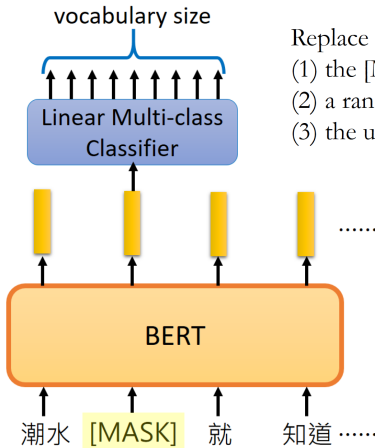 vocabulary size
Replace
(1) the
(2) a
(3) the
Linear Multi-class
Classifier
......
BERT
潮水 [MASK] 就 知道 ......